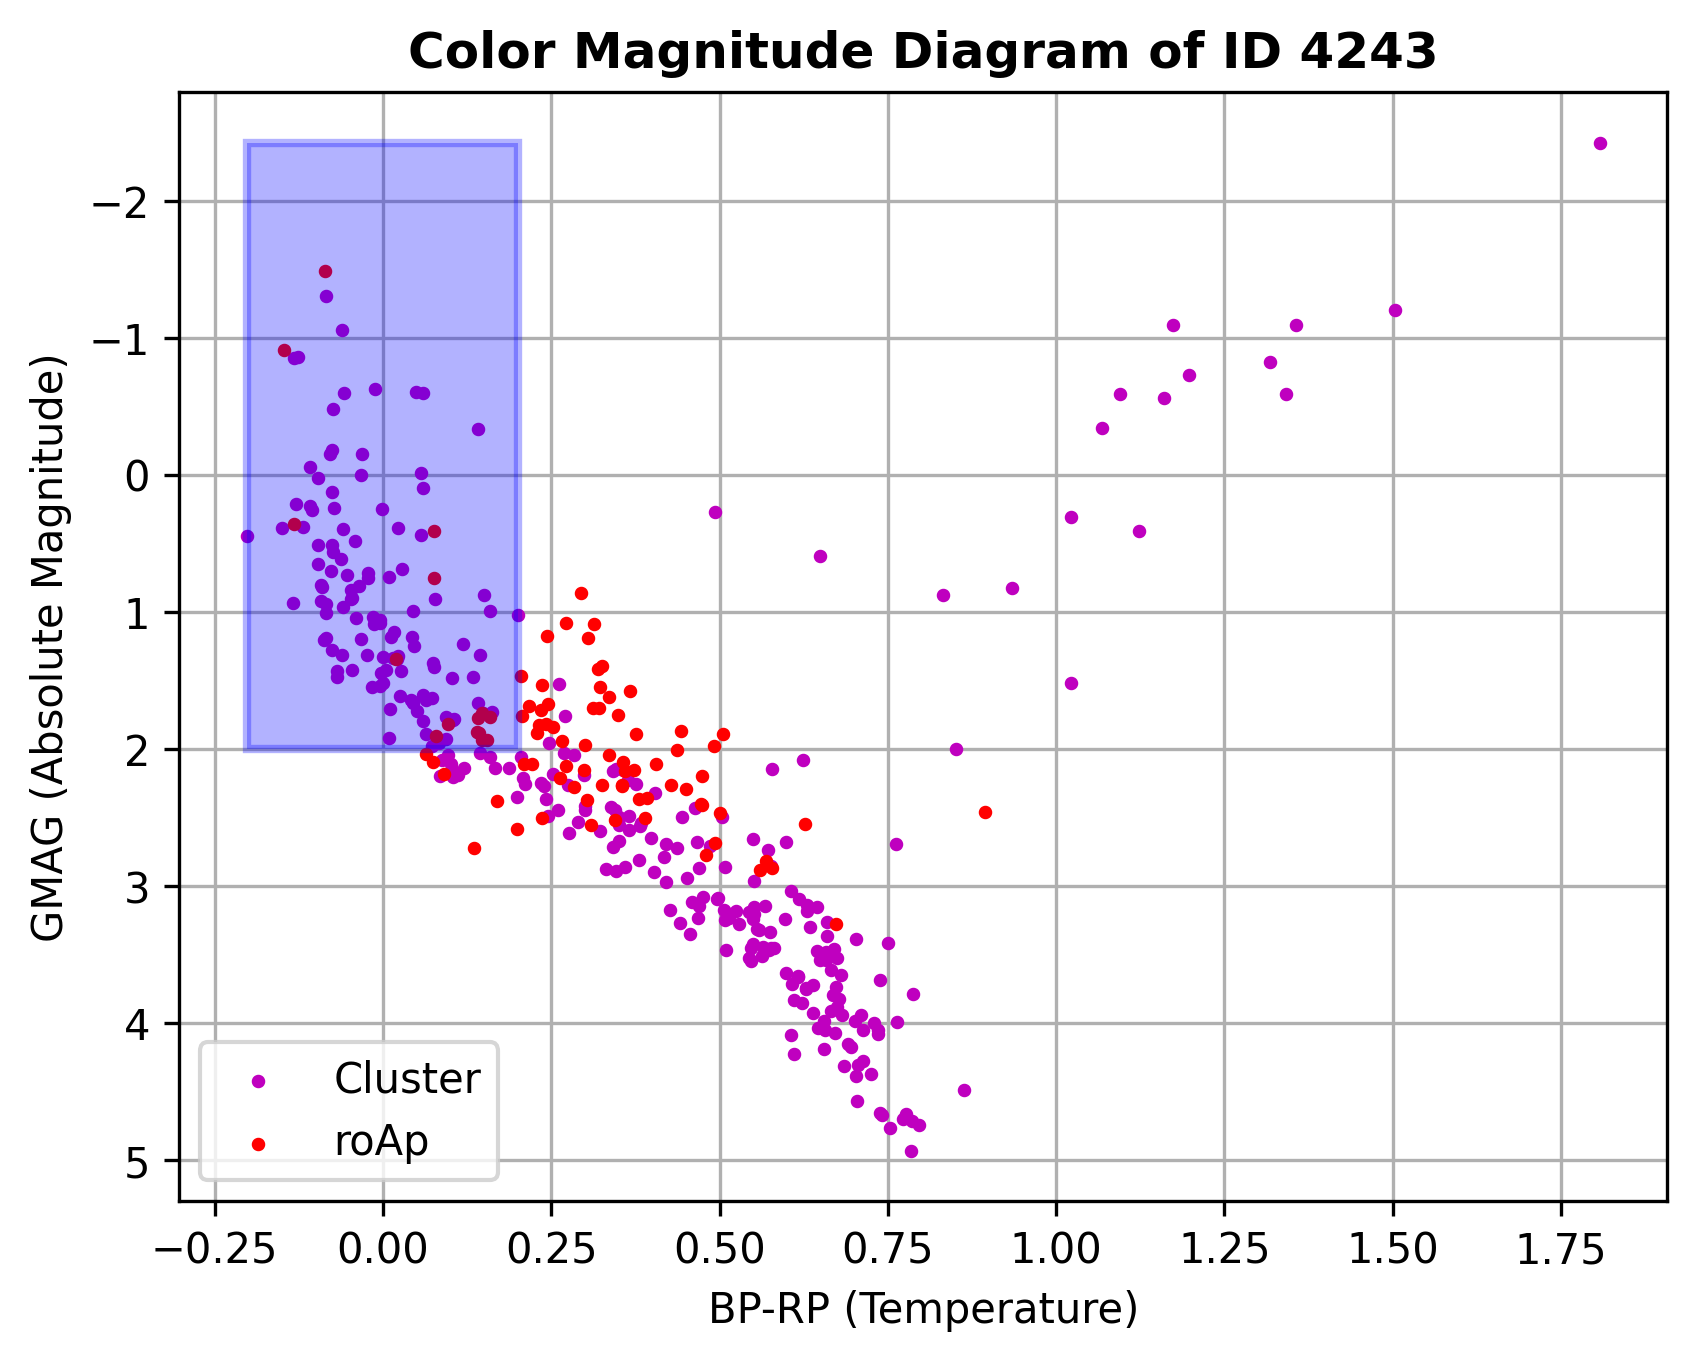 Color Magnitude Diagram of ID 4243
GMAG (Absolute Magnitude)
−2
−1
0
1
2
3
4
5
Cluster
roAp
−0.25 0.00 0.25 0.50 0.75 1.00 1.25 1.50 1.75
BP-RP (Temperature)